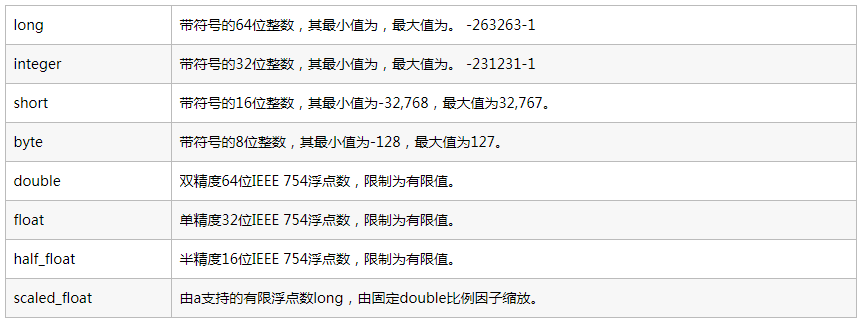 long 带符号的64位整数，其最小值为，最大值为。 -263263-1
integer 带符号的32位整数，其最小值为，最大值为。 -231231-1
short 带符号的16位整数，其最小值为-32,768，最大值为32,767。
byte 带符号的8位整数，其最小值为-128，最大值为127。
double 双精度64位IEEE 754浮点数，限制为有限值。
float 单精度32位IEEE 754浮点数，限制为有限值。
half_float 半精度16位IEEE 754浮点数，限制为有限值。
scaled_float 由a支持的有限浮点数long，由固定double比例因子缩放。